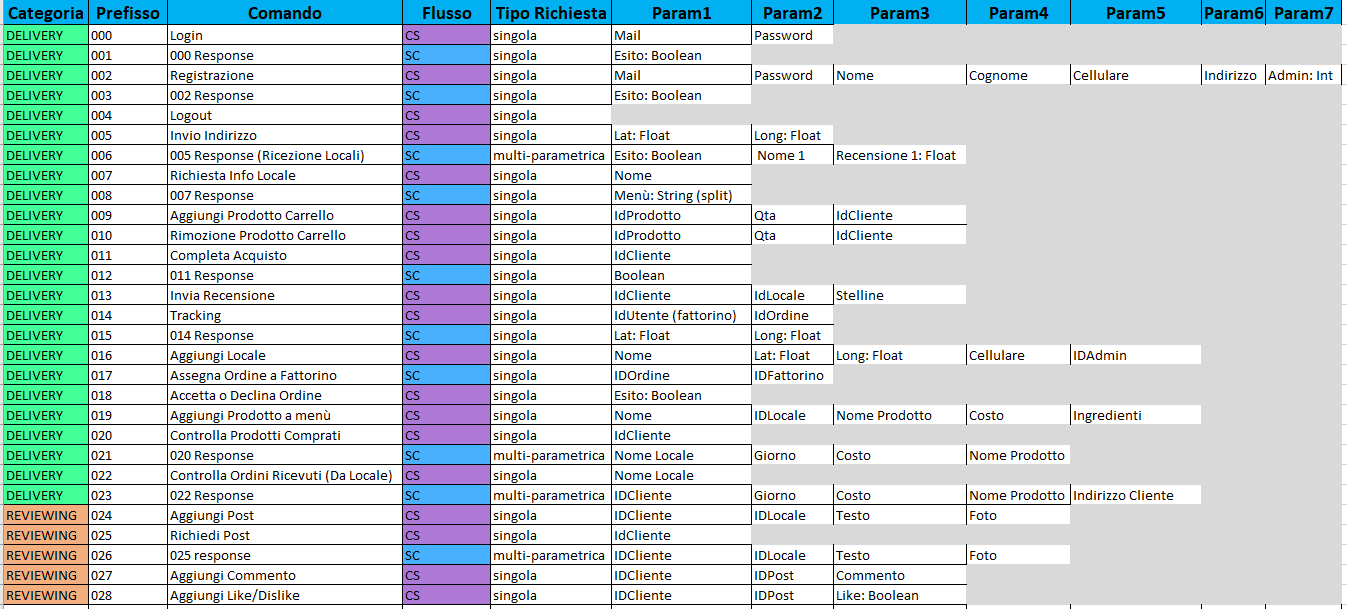 Categoria Prefisso Comando Flusso Tipo Richiesta Param1 Param2 Param3 Param4 Param5 Param6 Param7
DELIVERY 000 Login CS singola Mail Password
DELIVERY 001 000 Response SC singola Esito: Boolean
DELIVERY 002 Registrazione CS singola Mail Password Nome Cognome Cellulare Indirizzo Admin: Int
DELIVERY 003 002 Response SC singola Esito: Boolean
DELIVERY 004 Logout CS singola
DELIVERY 005 Invio Indirizzo CS singola Lat: Float Long: Float
DELIVERY 006 005 Response (Ricezione Locali) SC multi-parametrica Esito: Boolean Nome 1 Recensione 1: Float
DELIVERY 007 Richiesta Info Locale CS singola Nome
DELIVERY 008 007 Response SC singola Menù: String (split)
DELIVERY 009 Aggiungi Prodotto Carrello CS singola IdProdotto Qta IdCliente
DELIVERY 010 Rimozione Prodotto Carrello CS singola IdProdotto Qta IdCliente
DELIVERY 011 Completa Acquisto CS singola IdCliente
DELIVERY 012 011 Response SC singola Boolean
DELIVERY 013 Invia Recensione CS singola IdCliente IdLocale Stelline
DELIVERY 014 Tracking CS singola IdUtente (fattorino) IdOrdine
DELIVERY 015 014 Response SC singola Lat: Float Long: Float
DELIVERY 016 Aggiungi Locale CS singola Nome Lat: Float Long: Float Cellulare IDAdmin
DELIVERY 017 Assegna Ordine a Fattorino SC singola IDOrdine IDFattorino
DELIVERY 018 Accetta o Declina Ordine CS singola Esito: Boolean
DELIVERY 019 Aggiungi Prodotto a menù CS singola Nome IDLocale Nome Prodotto Costo Ingredienti
DELIVERY 020 Controlla Prodotti Comprati CS singola IdCliente
DELIVERY 021 020 Response SC multi-parametrica Nome Locale Giorno Costo Nome Prodotto
DELIVERY 022 Controlla Ordini Ricevuti (Da Locale) CS singola Nome Locale
DELIVERY 023 022 Response SC multi-parametrica IDCliente Giorno Costo Nome Prodotto Indirizzo Cliente
REVIEWING 024 Aggiungi Post CS singola IDCliente IDLocale Testo Foto
REVIEWING 025 Richiedi Post CS singola IdCliente
REVIEWING 026 025 response SC multi-parametrica IDCliente IDLocale Testo Foto
REVIEWING 027 Aggiungi Commento CS singola IDCliente IDPost Commento
REVIEWING 028 Aggiungi Like/Dislike CS singola IDCliente IDPost Like: Boolean